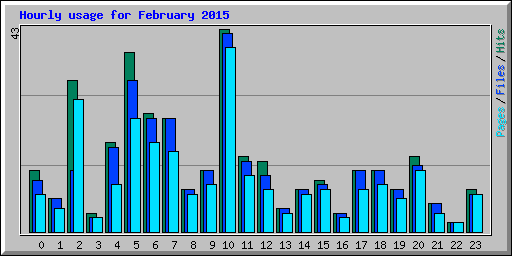 Hourly usage for February 2015
43
Pages / Files / Hits
0 1 2 3 4 5 6 7 8 9 10 11 12 13 14 15 16 17 18 19 20 21 22 23